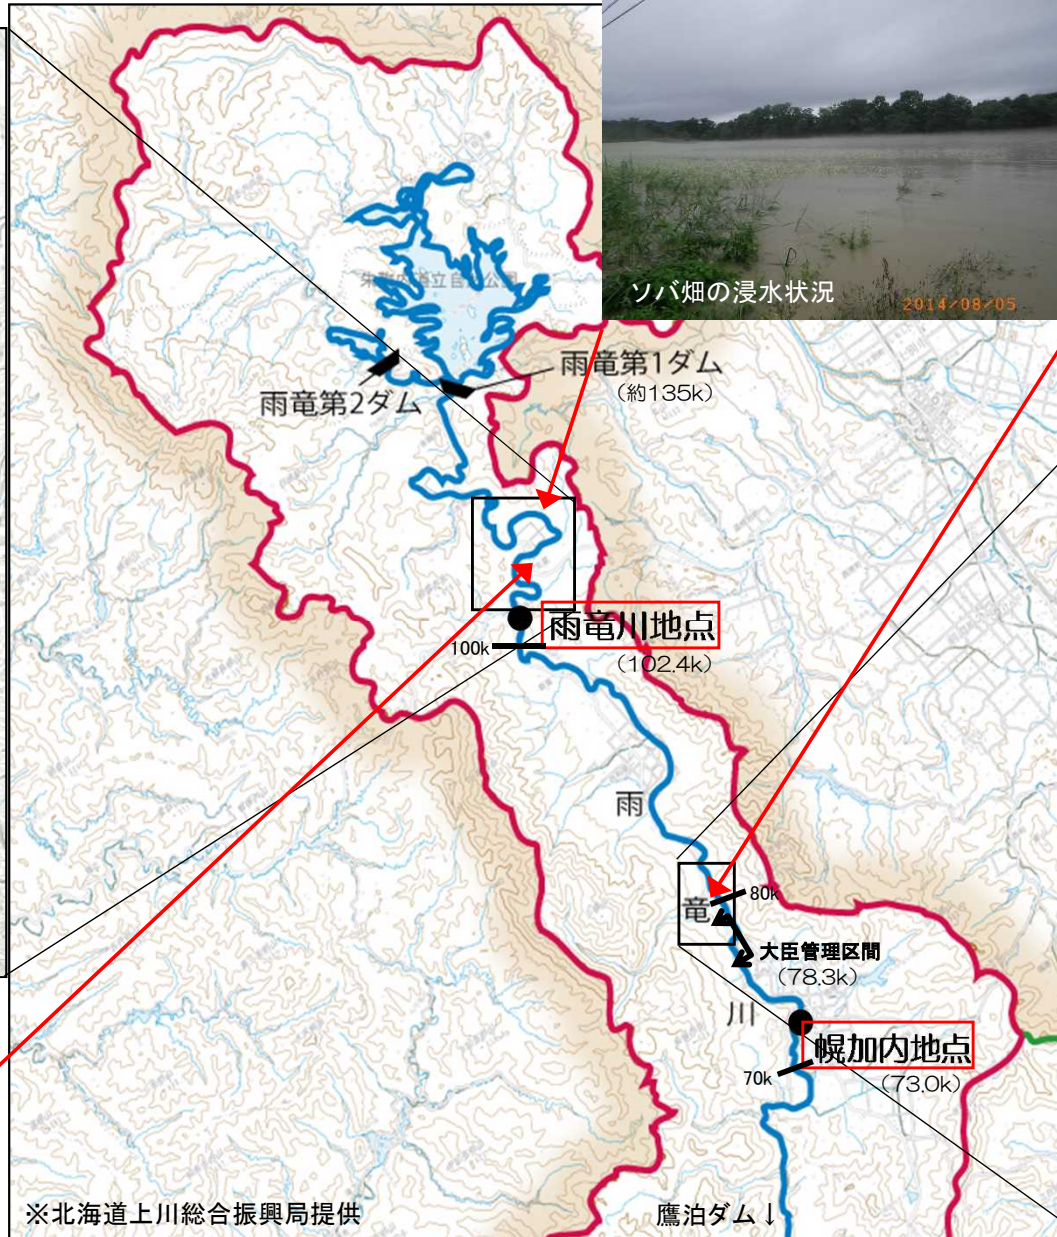 ソバ畑の浸水状況
2014/08/05
雨竜第1ダム
(約135k)
雨竜第2ダム
雨竜川地点
(102.4k)
100k
雨
竜
川
80k
大臣管理区間
(78.3k)
幌加内地点
(73.0k)
70k
※北海道上川総合振興局提供
鷹泊ダム↓